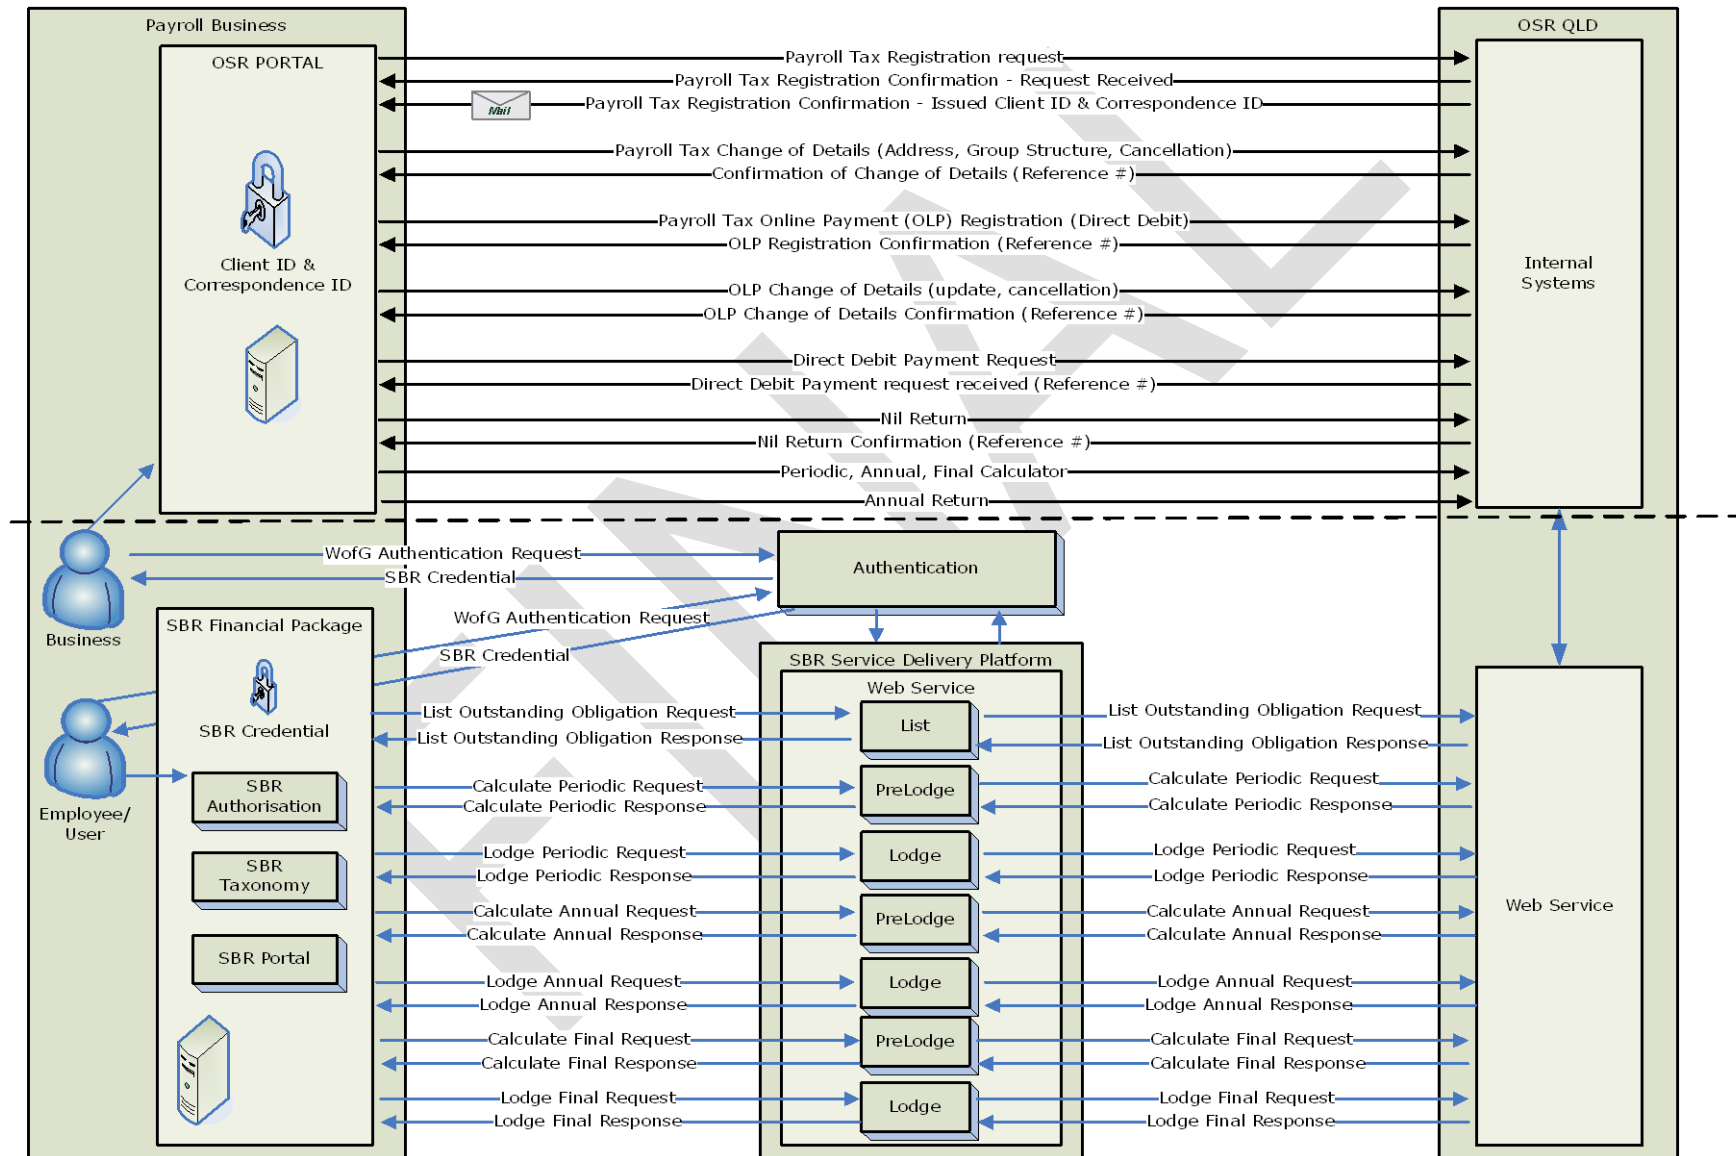 Payroll Business
OSR QLD
OSR PORTAL
Payroll Tax Registration request
Payroll Tax Registration Confirmation - Request Received
Mail
Payroll Tax Registration Confirmation - Issued Client ID & Correspondence ID
Payroll Tax Change of Details (Address, Group Structure, Cancellation)
Confirmation of Change of Details (Reference #)
Payroll Tax Online Payment (OLP) Registration (Direct Debit)
OLP Registration Confirmation (Reference #)
Client ID &
Correspondence ID
Internal
Systems
OLP Change of Details (update, cancellation)
OLP Change of Details Confirmation (Reference #)
Direct Debit Payment Request
Direct Debit Payment request received (Reference #)
Nil Return
Nil Return Confirmation (Reference #)
Periodic, Annual, Final Calculator
Annual Return
FINAL
WofG Authentication Request
SBR Credential
Authentication
Business
SBR Financial Package
WofG Authentication Request
SBR Credential
SBR Service Delivery Platform
Web Service
SBR Credential
List Outstanding Obligation Request
List
List Outstanding Obligation Request
List Outstanding Obligation Response
List Outstanding Obligation Response
Employee/
User
SBR
Authorisation
Calculate Periodic Request
PreLodge
Calculate Periodic Request
Calculate Periodic Response
Calculate Periodic Response
SBR
Taxonomy
Lodge Periodic Request
Lodge
Lodge Periodic Request
Lodge Periodic Response
Lodge Periodic Response
Calculate Annual Request
PreLodge
Calculate Annual Request
Calculate Annual Response
Calculate Annual Response
Web Service
SBR Portal
Lodge Annual Request
Lodge
Lodge Annual Request
Lodge Annual Response
Lodge Annual Response
Calculate Final Request
PreLodge
Calculate Final Request
Calculate Final Response
Calculate Final Response
Lodge Final Request
Lodge
Lodge Final Request
Lodge Final Response
Lodge Final Response